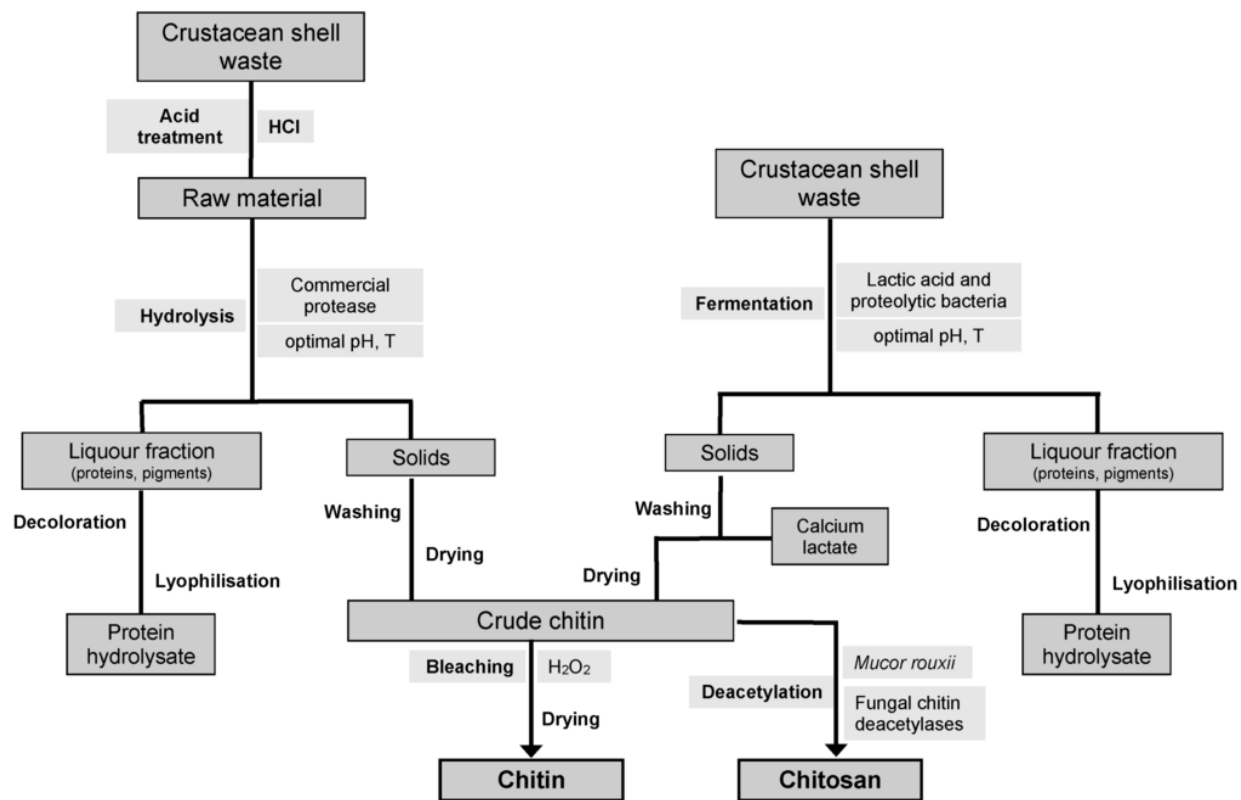 Crustacean shell
waste
Acid
treatment
HCl
Raw material
Hydrolysis
Commercial
protease
optimal pH, T
Liquour fraction
(proteins, pigments)
Solids
Decoloration
Lyophilisation
Protein
hydrolysate
Washing
Drying
Crustacean shell
waste
Fermentation
Lactic acid and
proteolytic bacteria
optimal pH, T
Solids
Liquour fraction
(proteins, pigments)
Washing
Calcium
lactate
Drying
Decoloration
Lyophilisation
Protein
hydrolysate
Crude chitin
Bleaching
H₂O₂
Drying
Chitin
Deacetylation
Mucor rouxii
Fungal chitin
deacetylases
Chitosan